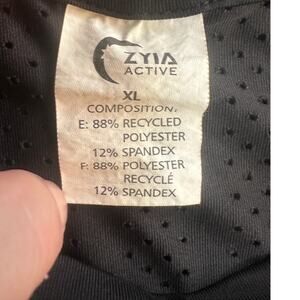 ZYIA
ACTIVE
XL
COMPOSITION:
E: 88% RECYCLED
POLYESTER
12% SPANDEX
F: 88% POLYESTER
RECYCLÉ
12% SPANDEX